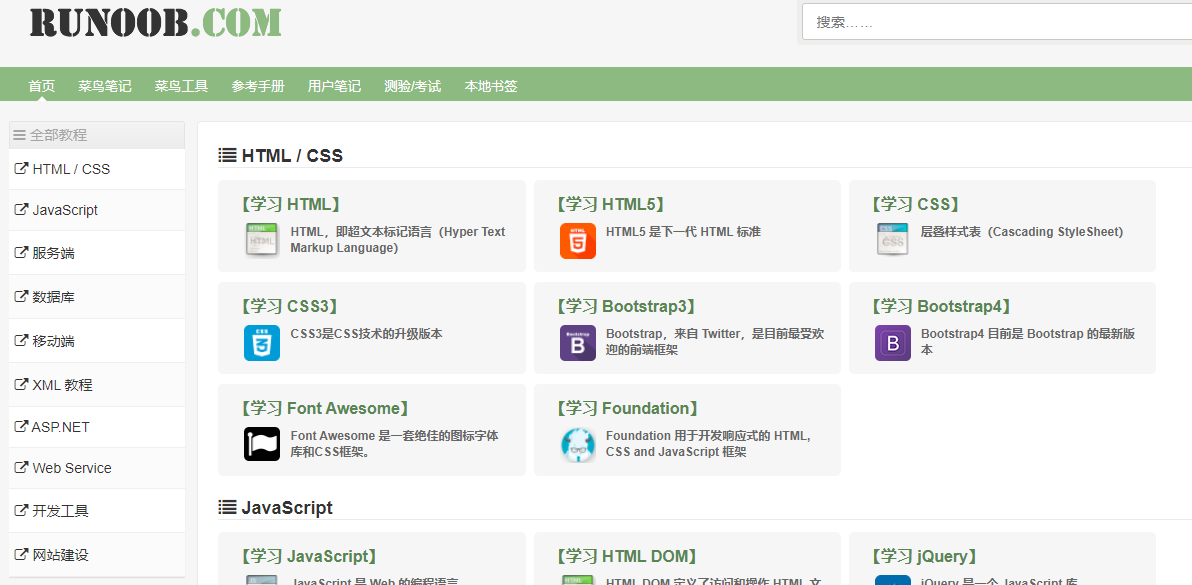 RUNOOB.COM
搜索……
首页 菜鸟笔记 菜鸟工具 参考手册 用户笔记 测验/考试 本地书签
全部教程
HTML / CSS
JavaScript
服务端
数据库
移动端
XML 教程
ASP.NET
Web Service
开发工具
网站建设
HTML / CSS
【学习 HTML】
HTML
HTML
HTML，即超文本标记语言（Hyper Text
Markup Language)
【学习 HTML5】
HTML
5
HTML5 是下一代 HTML 标准
【学习 CSS】
CSS
CSS
层叠样式表（Cascading StyleSheet)
【学习 CSS3】
CSS
3
CSS3是CSS技术的升级版本
【学习 Bootstrap3】
Bootstrap
B
Bootstrap，来自 Twitter，是目前最受欢
迎的前端框架
【学习 Bootstrap4】
B
Bootstrap4 目前是 Bootstrap 的最新版
本
【学习 Font Awesome】
Font Awesome 是一套绝佳的图标字体
库和CSS框架。
【学习 Foundation】
Foundation 用于开发响应式的 HTML,
CSS and JavaScript 框架
JavaScript
【学习 JavaScript】
JavaScript 是 Web 的编程语言
【学习 HTML DOM】
HTML
HTML DOM 定义了访问和操作 HTML 文
【学习 jQuery】
jQuery 是一个 JavaScript 库